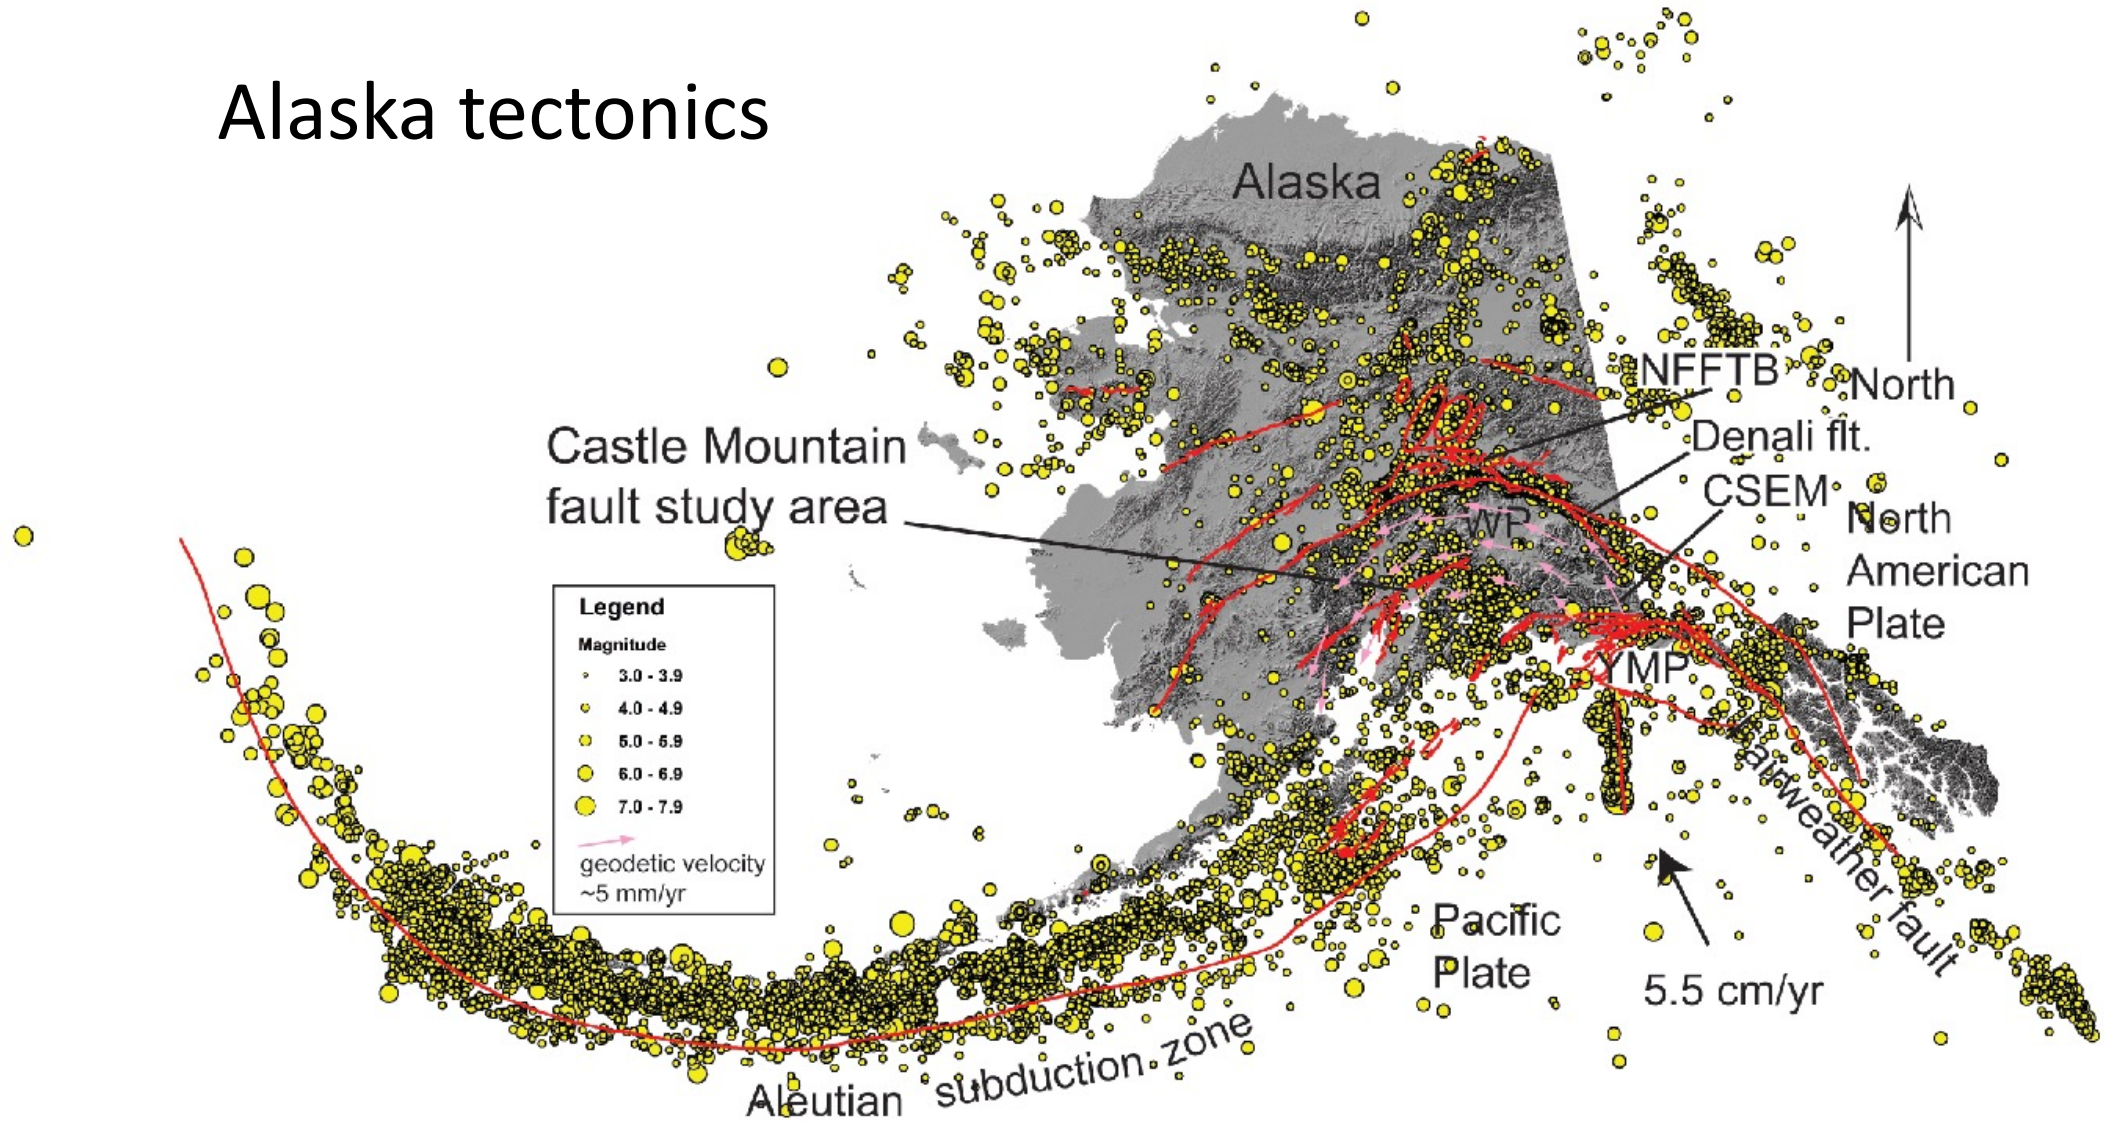 Alaska tectonics
Alaska
NFFTB
North
Denali flt.
Castle Mountain
fault study area
CSEM
WP
North
American
Plate
Legend
Magnitude
3.0 - 3.9
4.0 - 4.9
5.0 - 5.9
6.0 - 6.9
7.0 - 7.9
geodetic velocity
~5 mm/yr
YMP
Fairweather fault
Pacific
Plate
5.5 cm/yr
Aleutian subduction zone